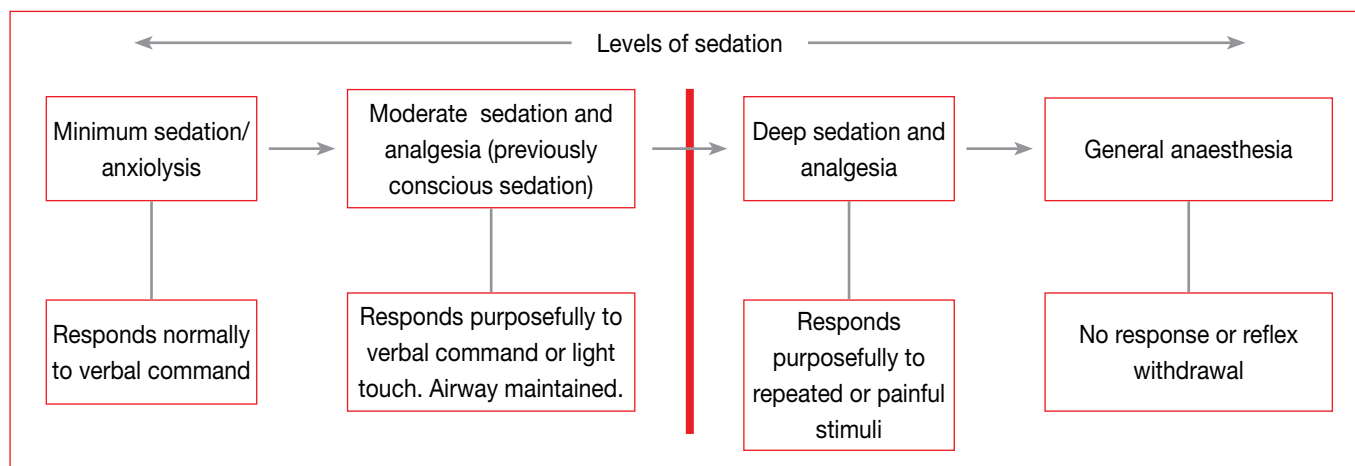 Levels of sedation
Minimum sedation/
anxiolysis
Moderate sedation and
analgesia (previously
conscious sedation)
Deep sedation and
analgesia
General anaesthesia
Responds normally
to verbal command
Responds purposefully to
verbal command or light
touch. Airway maintained.
Responds
purposefully to
repeated or painful
stimuli
No response or reflex
withdrawal